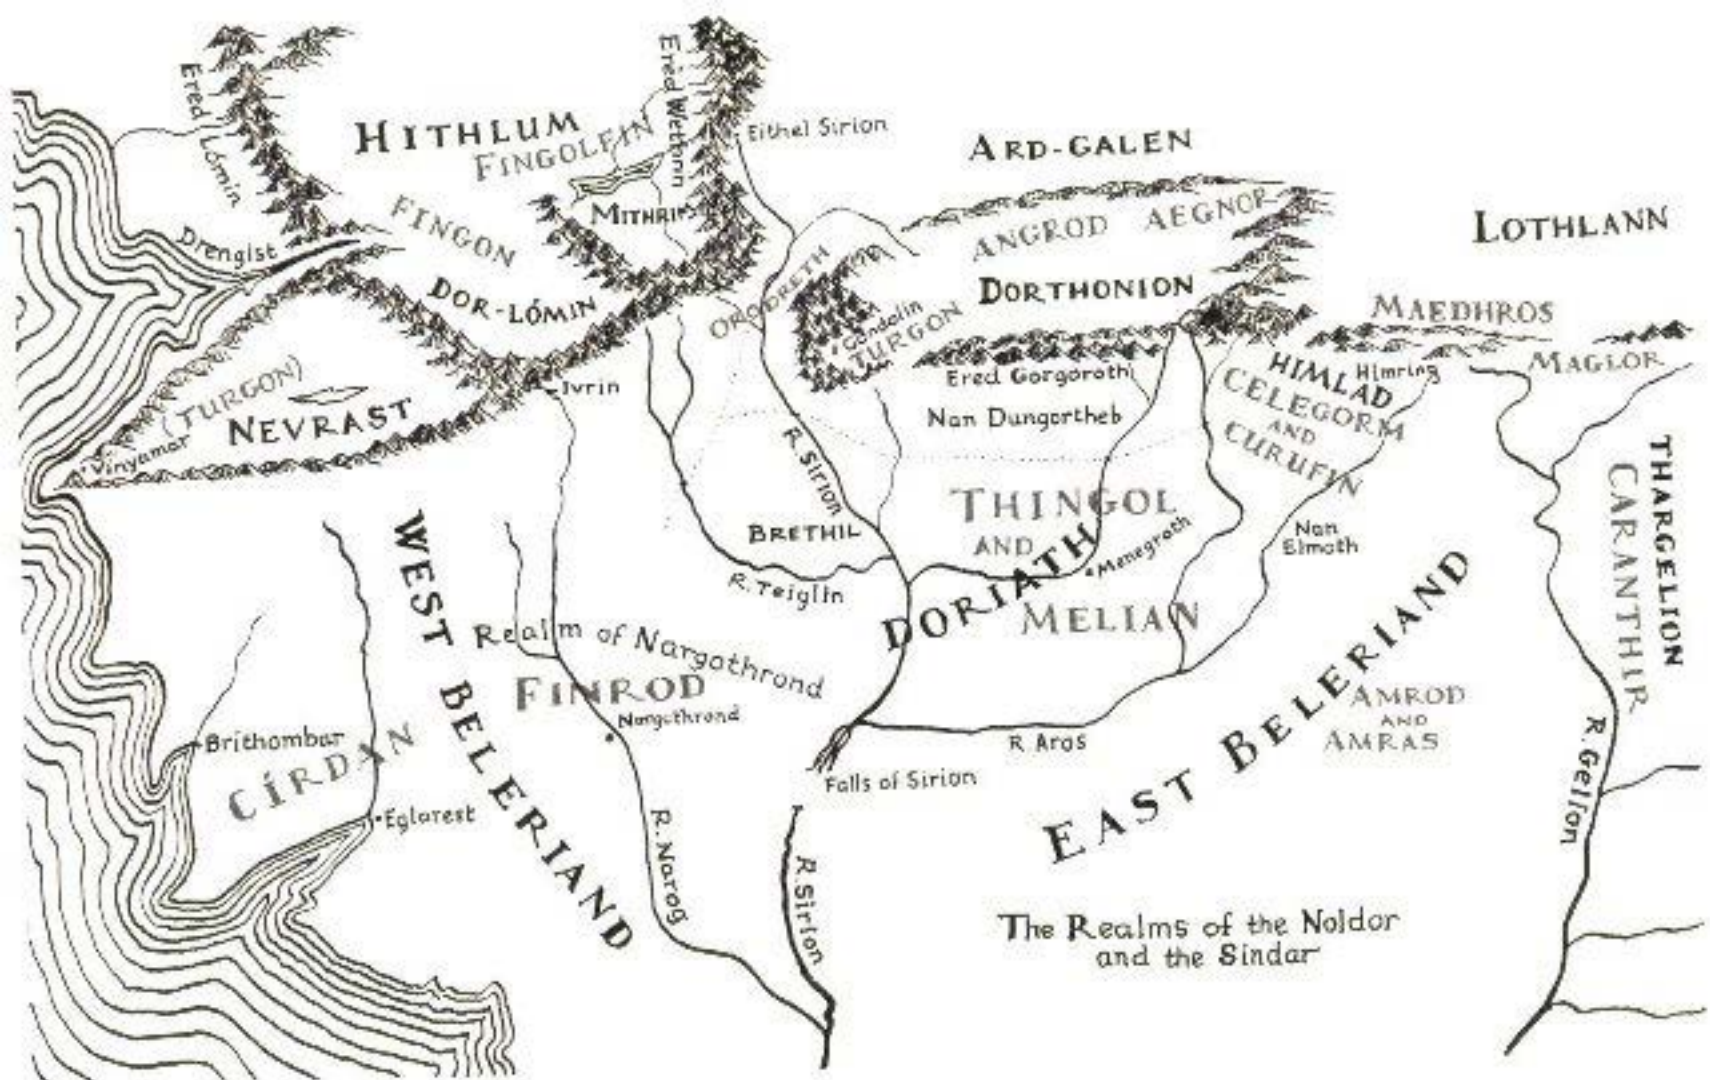 Ered Lómin
HITHLUM
FINGOLFIN
Ered Wethrin
Eithel Sirion
ARD-GALEN
FINGON
MITHRIM
Drengist
DOR-LÓMIN
ORODRETH
ANGROD AEGNOR
DORTHONION
LOTHLANN
MAEDHROS
MAGLOR
Gondolin
TURGON
Ered Gorgoroth
Nan Dungortheb
HIMLAD
Himring
CELEGORM
AND
CURUFIN
(TURGON)
NEVRAST
Vinyamar
Ivrin
R. Sirion
THARGELION
CARANTHIR
WEST BELERIAND
BRETHIL
R. Teiglin
THINGOL
AND
MELIAN
DORIATH
Menegroth
Nan
Elmoth
Realm of Nargothrond
FINROD
Nargothrond
EAST BELERIAND
AMROD
AND
AMRAS
Brithombar
CÍRDAN
Eglarest
R. Narog
Falls of Sirion
R. Sirion
R Aros
R. Gelion
The Realms of the Noldor
and the Sindar